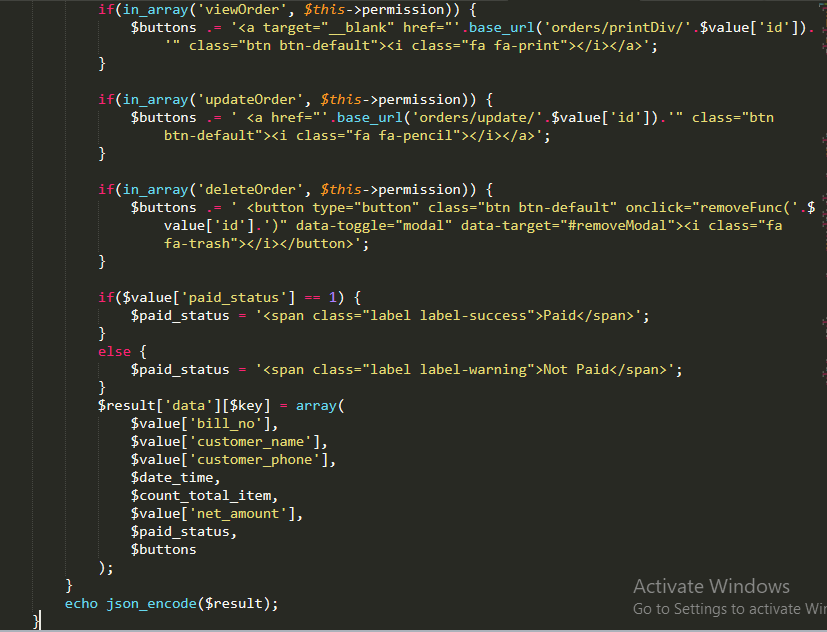 if(in_array('viewOrder', $this->permission)) {
$buttons .= '<a target="__blank" href="'.base_url('orders/printDiv/'.$value['id']).
'" class="btn btn-default"><i class="fa fa-print"></i></a>';
}
if(in_array('updateOrder', $this->permission)) {
$buttons .= ' <a href="'.base_url('orders/update/'.$value['id']).'" class="btn
btn-default"><i class="fa fa-pencil"></i></a>';
}
if(in_array('deleteOrder', $this->permission)) {
$buttons .= ' <button type="button" class="btn btn-default" onclick="removeFunc('.$
value['id'].')" data-toggle="modal" data-target="#removeModal"><i class="fa
fa-trash"></i></button>';
}
if($value['paid_status'] == 1) {
$paid_status = '<span class="label label-success">Paid</span>';
}
else {
$paid_status = '<span class="label label-warning">Not Paid</span>';
}
$result['data'][$key] = array(
$value['bill_no'],
$value['customer_name'],
$value['customer_phone'],
$date_time,
$count_total_item,
$value['net_amount'],
$paid_status,
$buttons
);
}
echo json_encode($result);
}
Activate Windows
Go to Settings to activate Win